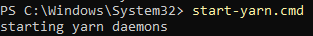 PS C:\Windows\System32> start-yarn.cmd
starting yarn daemons